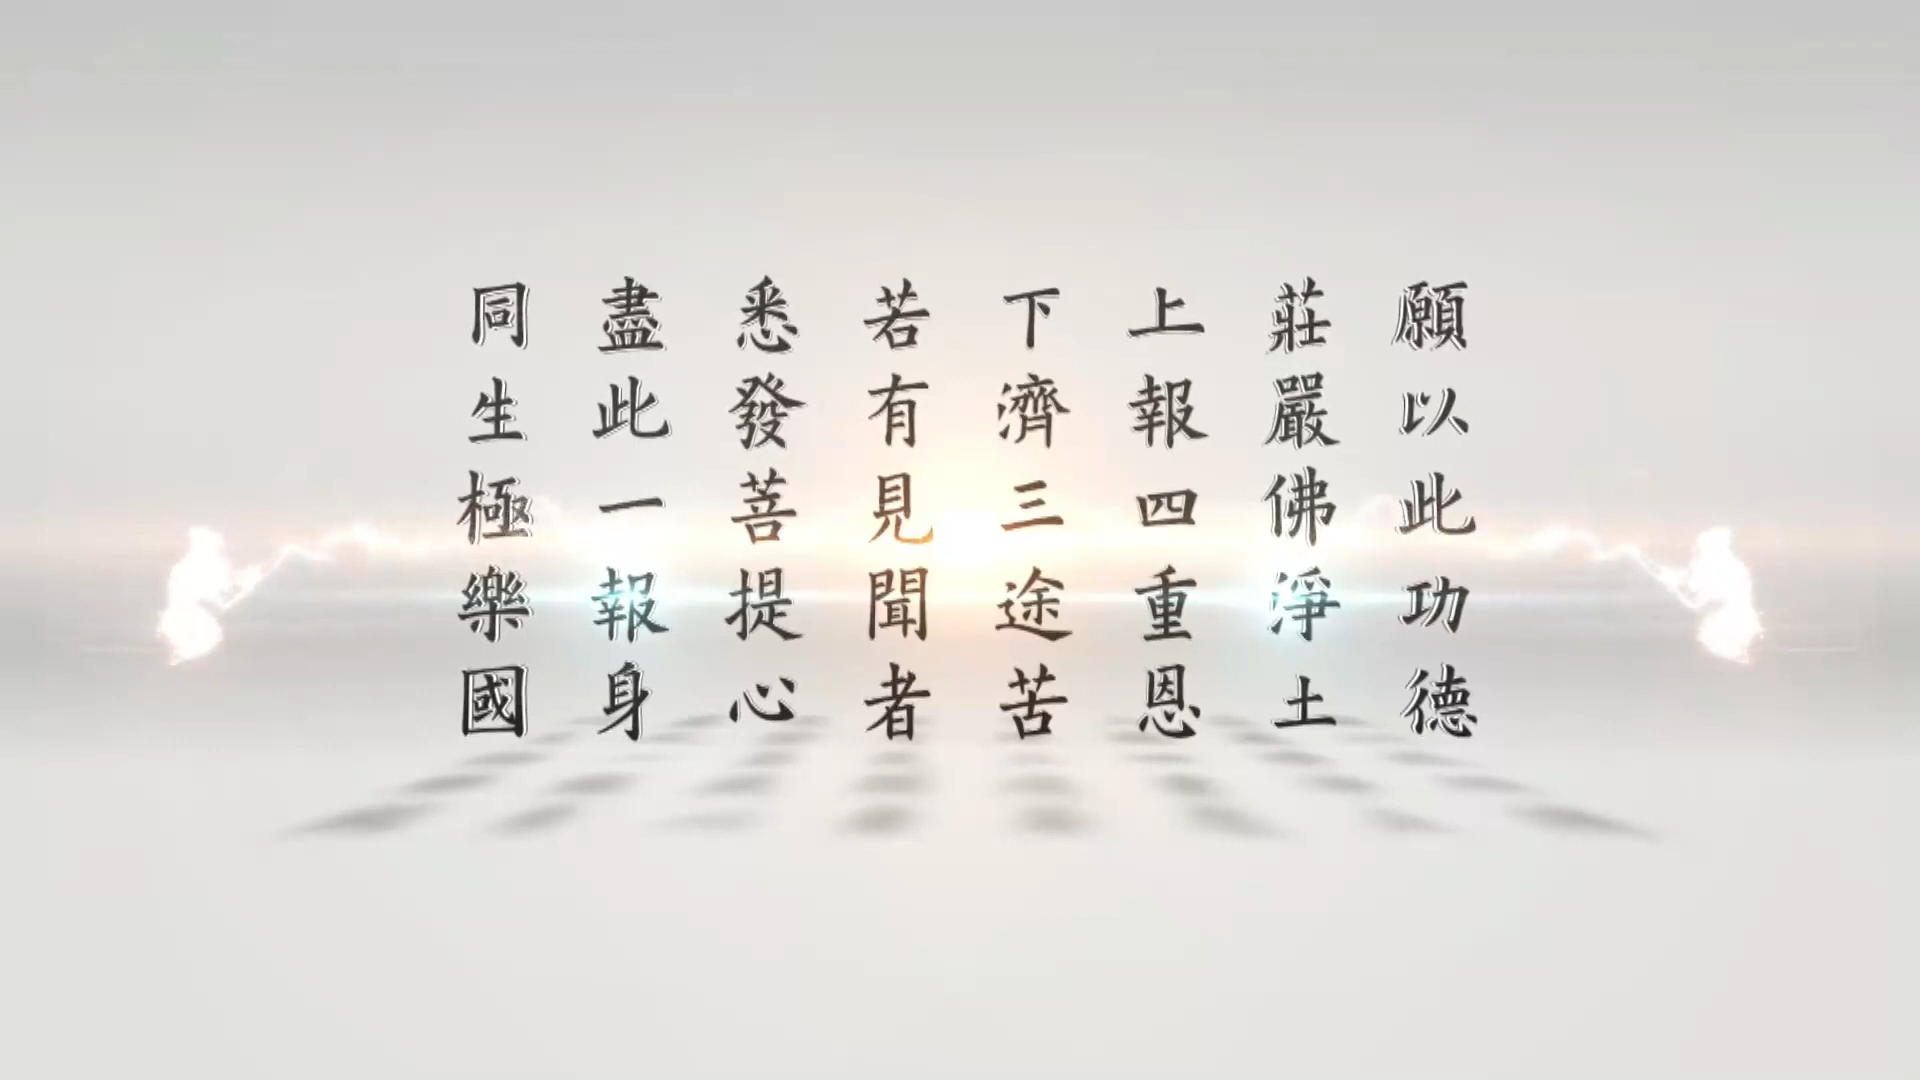 願以此功德
莊嚴佛淨土
上報四重恩
下濟三途苦
若有見聞者
悉發菩提心
盡此一報身
同生極樂國